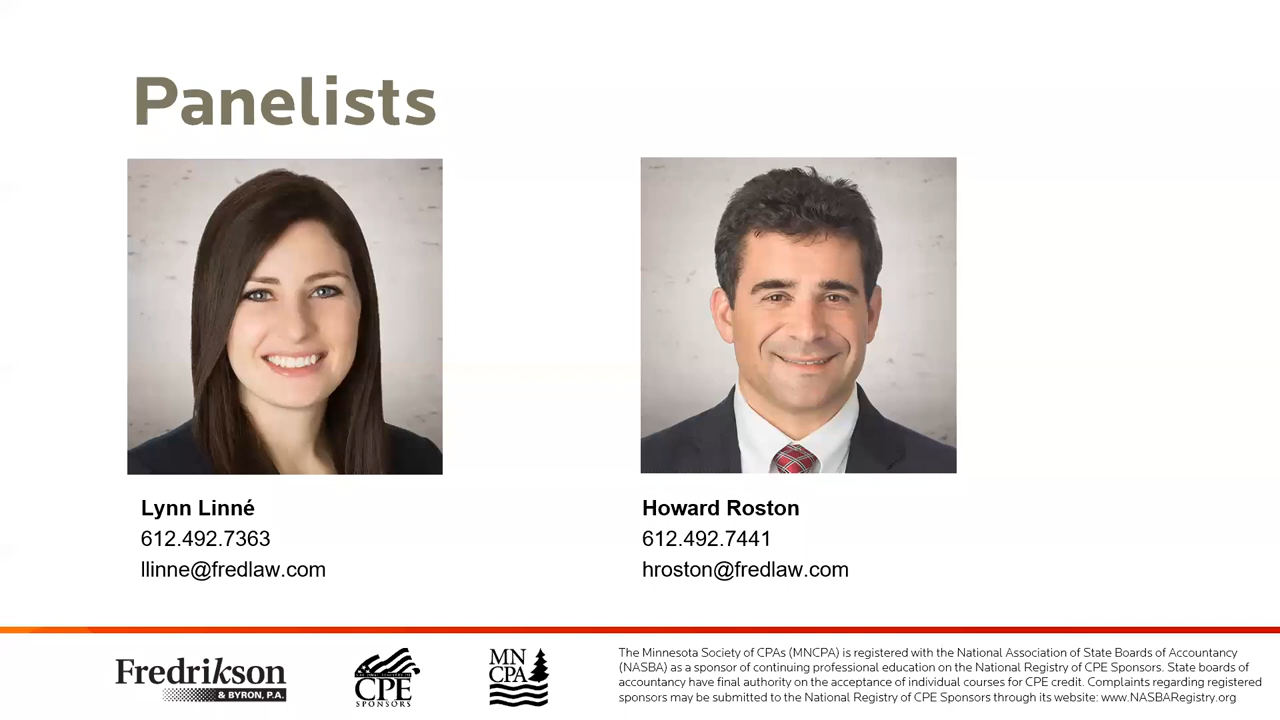 Panelists
Lynn Linné
612.492.7363
llinne@fredlaw.com
Howard Roston
612.492.7441
hroston@fredlaw.com
Fredrikson
& BYRON, P.A.
CPE
SPONSORS
MN
CPA
The Minnesota Society of CPAs (MNCPA) is registered with the National Association of State Boards of Accountancy
(NASBA) as a sponsor of continuing professional education on the National Registry of CPE Sponsors. State boards of
accountancy have final authority on the acceptance of individual courses for CPE credit. Complaints regarding registered
sponsors may be submitted to the National Registry of CPE Sponsors through its website: www.NASBARegistry.org